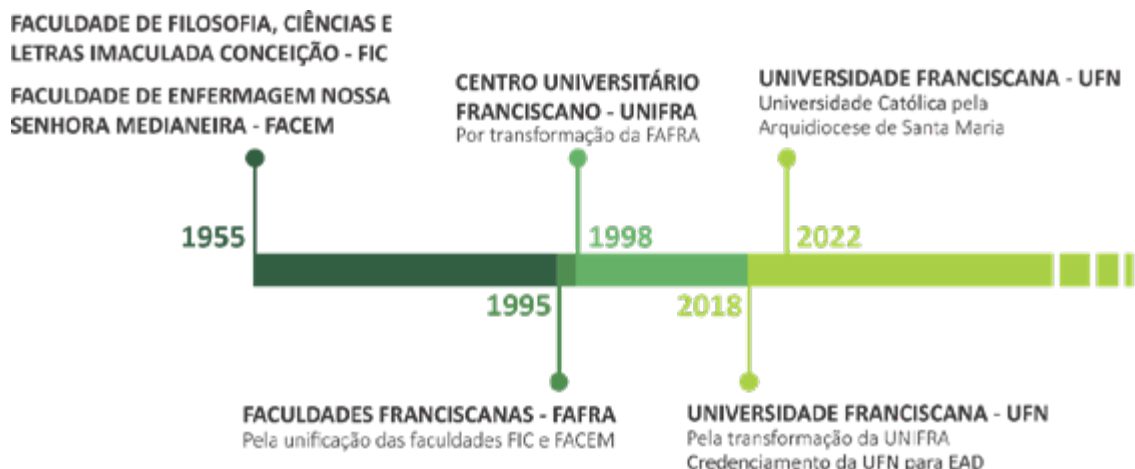 FACULDADE DE FILOSOFIA, CIÊNCIAS E
LETRAS IMACULADA CONCEIÇÃO - FIC
FACULDADE DE ENFERMAGEM NOSSA
SENHORA MEDIANEIRA - FACEM
1955
FACULDADES FRANCISCANAS - FAFRA
Pela unificação das faculdades FIC e FACEM
1995
CENTRO UNIVERSITÁRIO
FRANCISCANO - UNIFRA
Por transformação da FAFRA
1998
2018
UNIVERSIDADE FRANCISCANA - UFN
Pela transformação da UNIFRA
Credenciamento da UFN para EAD
UNIVERSIDADE FRANCISCANA - UFN
Universidade Católica pela
Arquidiocese de Santa Maria
2022